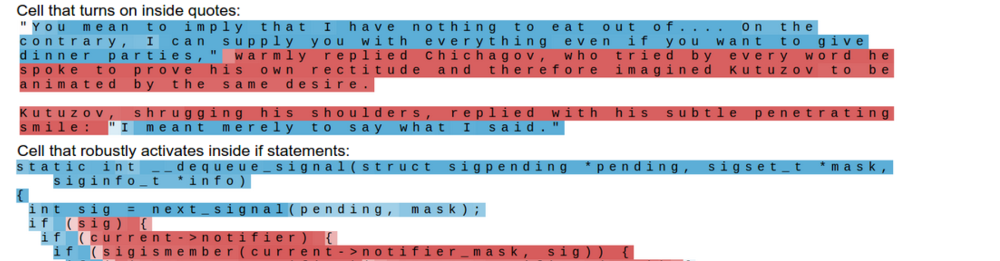 Cell that turns on inside quotes:
"You mean to imply that I have nothing to eat out of.... On the
contrary, I can supply you with everything even if you want to give
dinner parties," warmly replied Chichagov, who tried by every word he
spoke to prove his own rectitude and therefore imagined Kutuzov to be
animated by the same desire.
Kutuzov, shrugging his shoulders, replied with his subtle penetrating
smile: "I meant merely to say what I said."
Cell that robustly activates inside if statements:
static int __dequeue_signal(struct sigpending *pending, sigset_t *mask,
siginfo_t *info)
{
int sig = next_signal(pending, mask);
if (sig) {
if (current->notifier) {
if (sigismember(current->notifier_mask, sig)) {